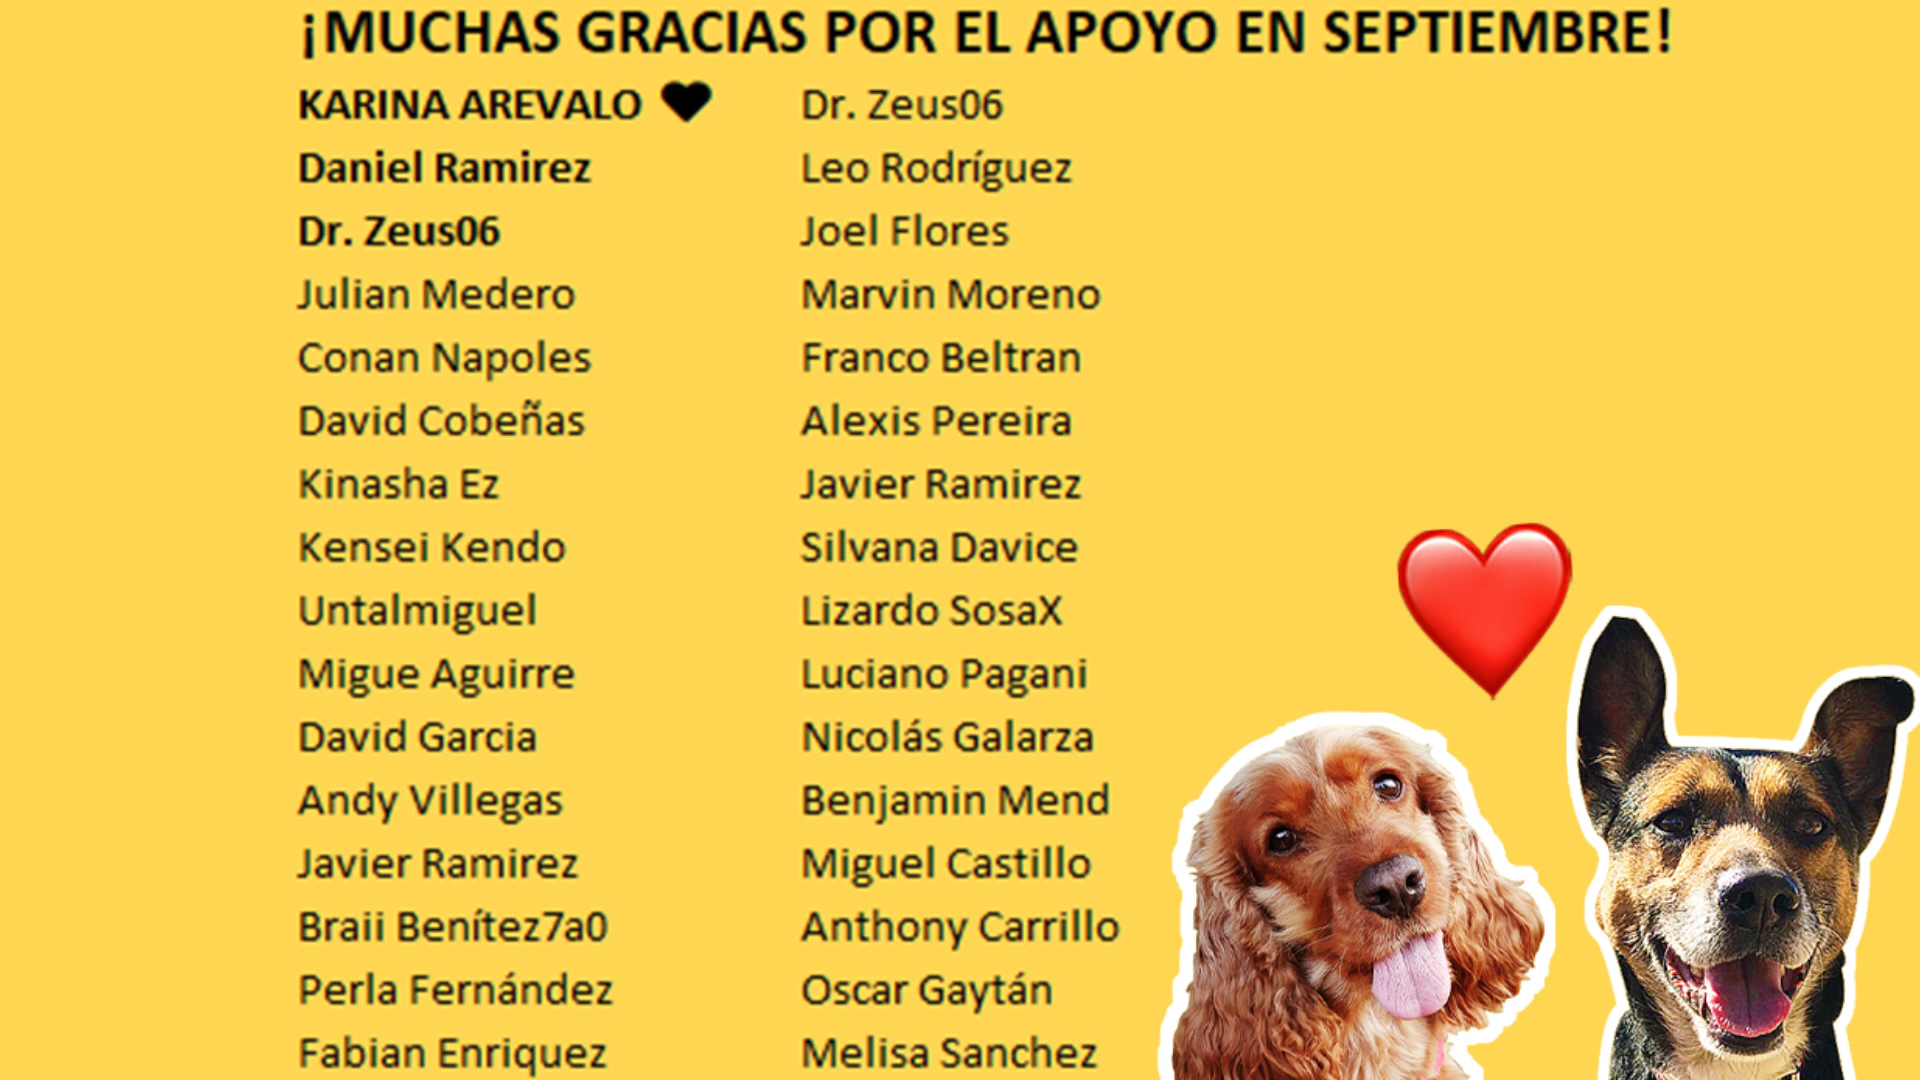 ¡MUCHAS GRACIAS POR EL APOYO EN SEPTIEMBRE!
KARINA AREVALO ♥
Daniel Ramirez
Dr. Zeus06
Julian Medero
Conan Napoles
David Cobeñas
Kinasha Ez
Kensei Kendo
Untalmiguel
Migue Aguirre
David Garcia
Andy Villegas
Javier Ramirez
Braii Benítez7a0
Perla Fernández
Fabian Enriquez
Dr. Zeus06
Leo Rodríguez
Joel Flores
Marvin Moreno
Franco Beltran
Alexis Pereira
Javier Ramirez
Silvana Davice
Lizardo SosaX
Luciano Pagani
Nicolás Galarza
Benjamin Mend
Miguel Castillo
Anthony Carrillo
Oscar Gaytán
Melisa Sanchez